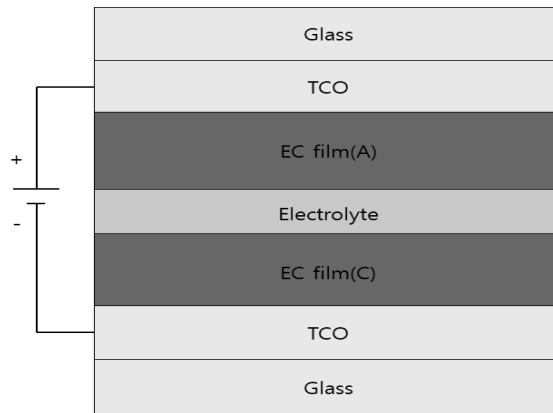 Glass
TCO
+
EC film(A)
Electrolyte
-
EC film(C)
TCO
Glass